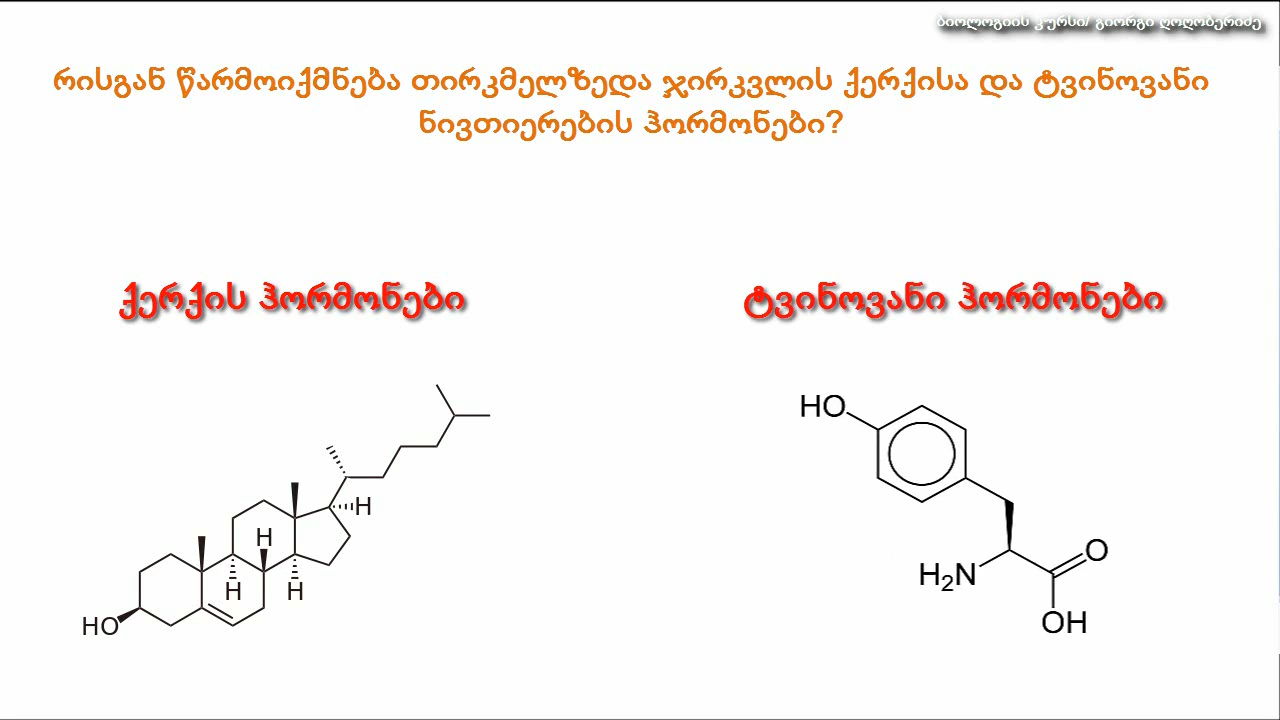 ბიოლოგიის კურსი/ გიორგი ღოღობერიძე
რისგან წარმოიქმნება თირკმელზედა ჯირკვლის ქერქისა და ტვინოვანი
ნივთიერების ჰორმონები?
ქერქის ჰორმონები
ტვინოვანი ჰორმონები
H
H
H
H
HO
HO
O
H₂N
OH